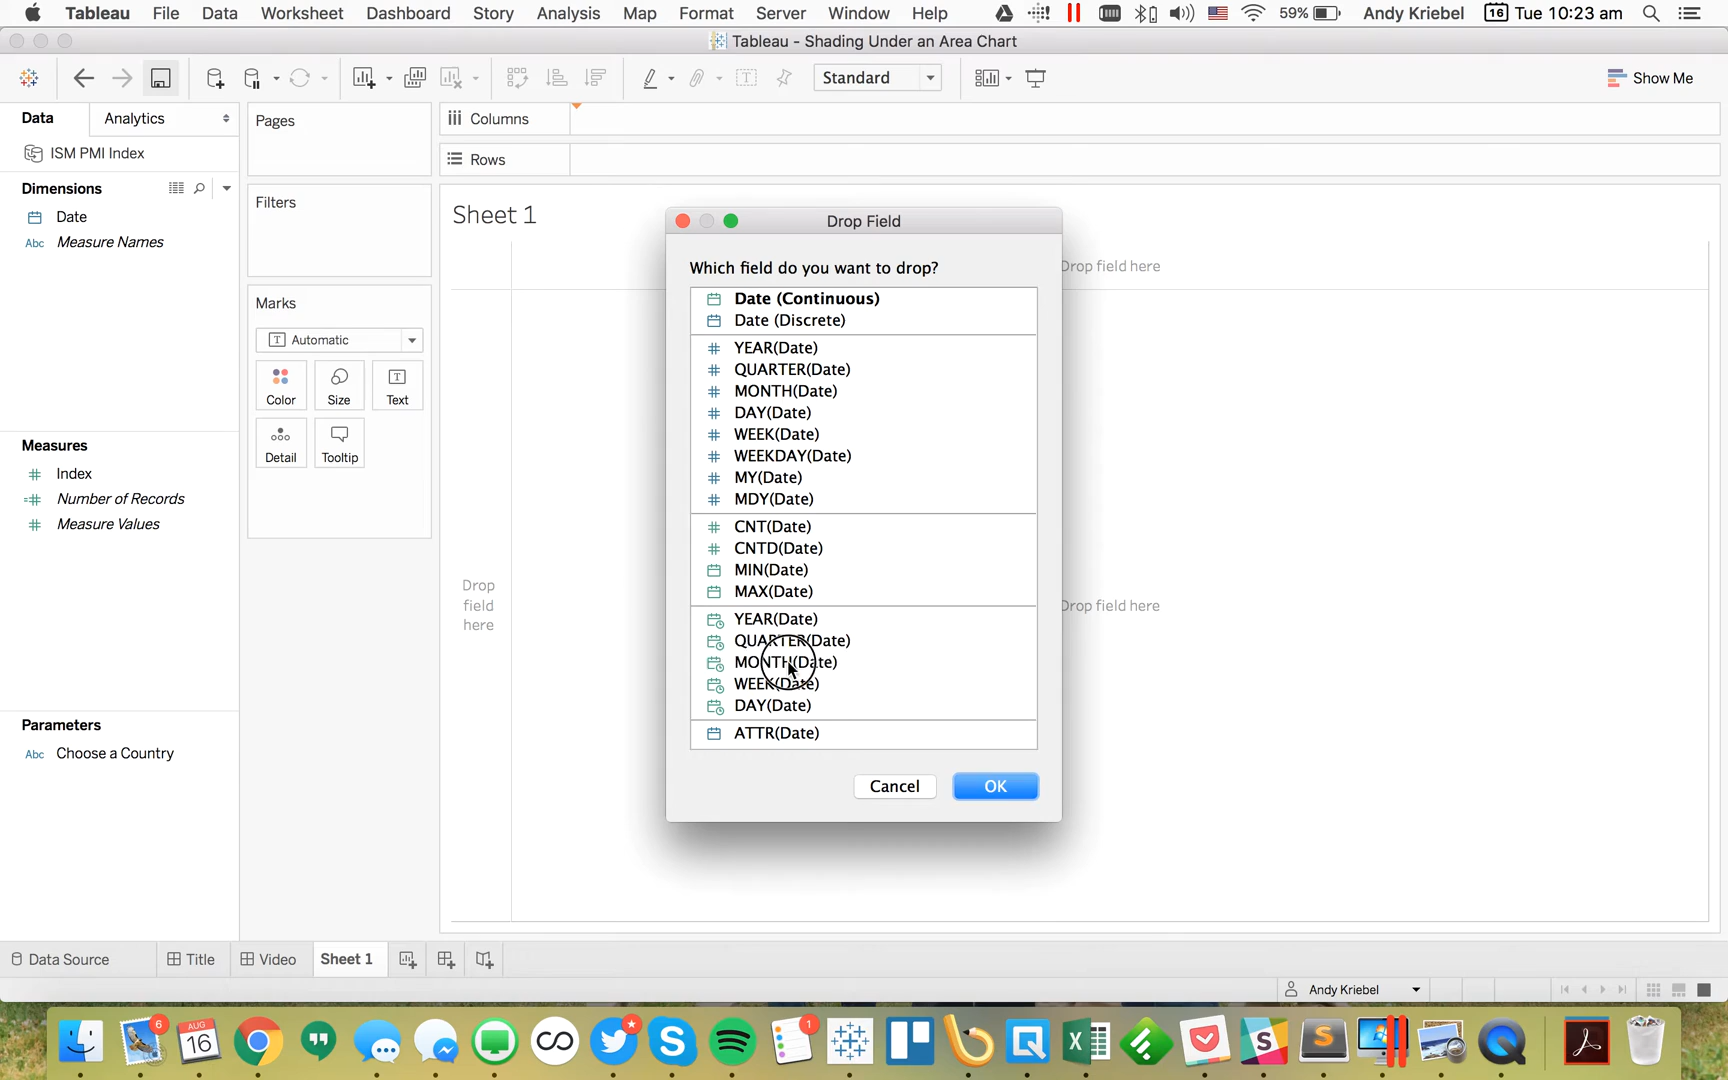 Tableau File Data Worksheet Dashboard Story Analysis Map Format Server Window Help 59% Andy Kriebel 16 Tue 10:23 am
Tableau - Shading Under an Area Chart
Standard
Show Me
Data Analytics
Pages
Columns
ISM PMI Index
Rows
Dimensions
Filters
Sheet 1
Date
Abc Measure Names
Drop Field
Which field do you want to drop?
Drop field here
Date (Continuous)
Date (Discrete)
Marks
Automatic
YEAR(Date)
QUARTER(Date)
MONTH(Date)
Color Size Text
DAY(Date)
WEEK(Date)
Detail Tooltip
WEEKDAY(Date)
MY(Date)
MDY(Date)
Measures
Index
Number of Records
Measure Values
CNT(Date)
CNTD(Date)
MIN(Date)
MAX(Date)
Drop
field
here
Drop field here
YEAR(Date)
QUARTER(Date)
MONTH(Date)
WEEK(Date)
DAY(Date)
ATTR(Date)
Parameters
Abc Choose a Country
Cancel OK
Data Source Title Video Sheet 1
Andy Kriebel
6 AUG 16 1